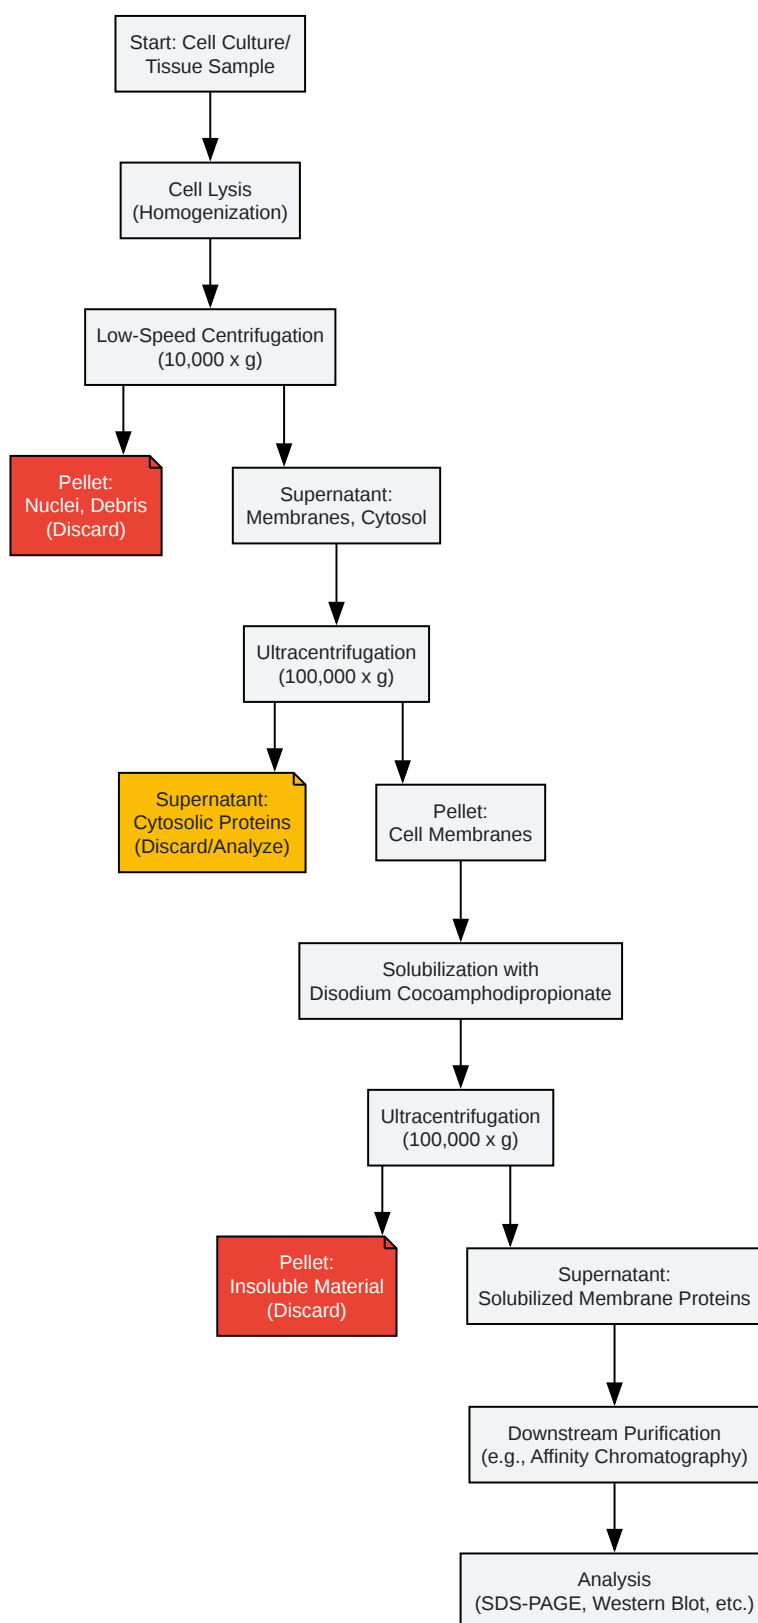 Start: Cell Culture/
Tissue Sample
Cell Lysis
(Homogenization)
Low-Speed Centrifugation
(10,000 x g)
Pellet:
Nuclei, Debris
(Discard)
Supernatant:
Membranes, Cytosol
Ultracentrifugation
(100,000 x g)
Supernatant:
Cytosolic Proteins
(Discard/Analyze)
Pellet:
Cell Membranes
Solubilization with
Disodium Cocoamphodipropionate
Ultracentrifugation
(100,000 x g)
Pellet:
Insoluble Material
(Discard)
Supernatant:
Solubilized Membrane Proteins
Downstream Purification
(e.g., Affinity Chromatography)
Analysis
(SDS-PAGE, Western Blot, etc.)